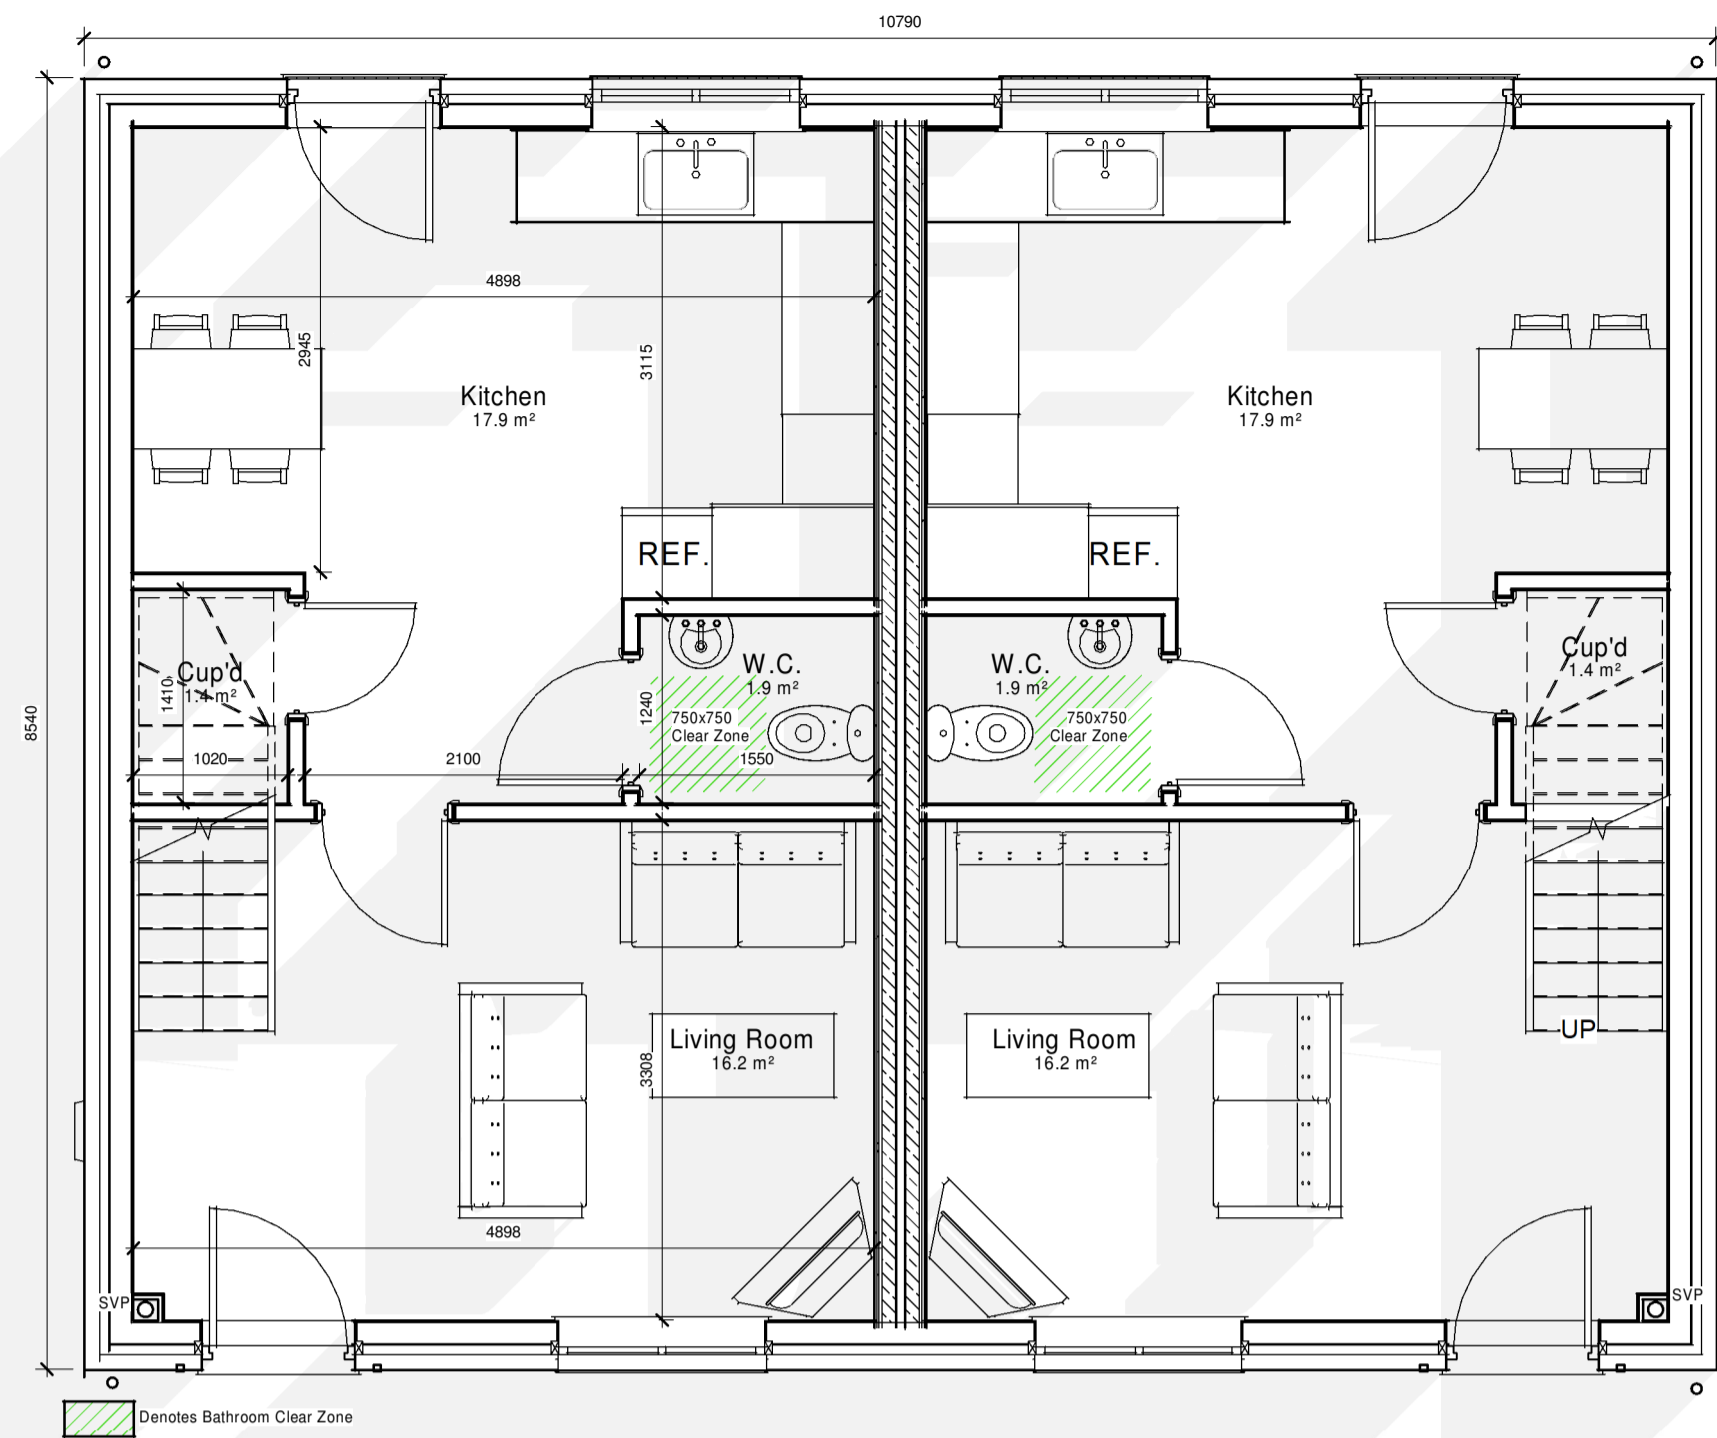 10790
8540
4898
2945
3115
Kitchen
17.9 m²
Kitchen
17.9 m²
REF.
REF.
Cup'd
1.4 m²
1410
1020
2100
1240
W.C.
1.9 m²
750x750
Clear Zone
1550
W.C.
1.9 m²
750x750
Clear Zone
Cup'd
1.4 m²
Living Room
16.2 m²
3308
Living Room
16.2 m²
UP
4898
SVP
SVP
Denotes Bathroom Clear Zone